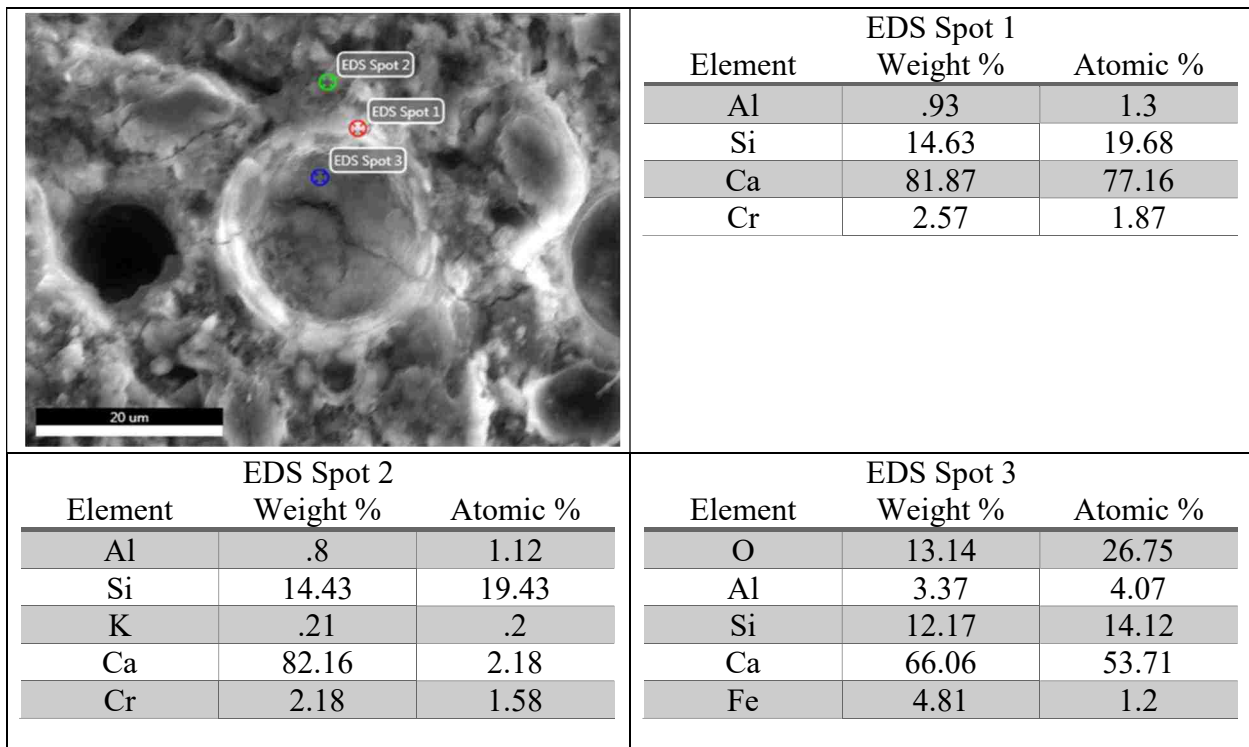 EDS Spot 2
EDS Spot 1
EDS Spot 3
20 um
EDS Spot 1
Element Weight % Atomic %
Al .93 1.3
Si 14.63 19.68
Ca 81.87 77.16
Cr 2.57 1.87
EDS Spot 2
Element Weight % Atomic %
Al .8 1.12
Si 14.43 19.43
K .21 .2
Ca 82.16 2.18
Cr 2.18 1.58
EDS Spot 3
Element Weight % Atomic %
O 13.14 26.75
Al 3.37 4.07
Si 12.17 14.12
Ca 66.06 53.71
Fe 4.81 1.2